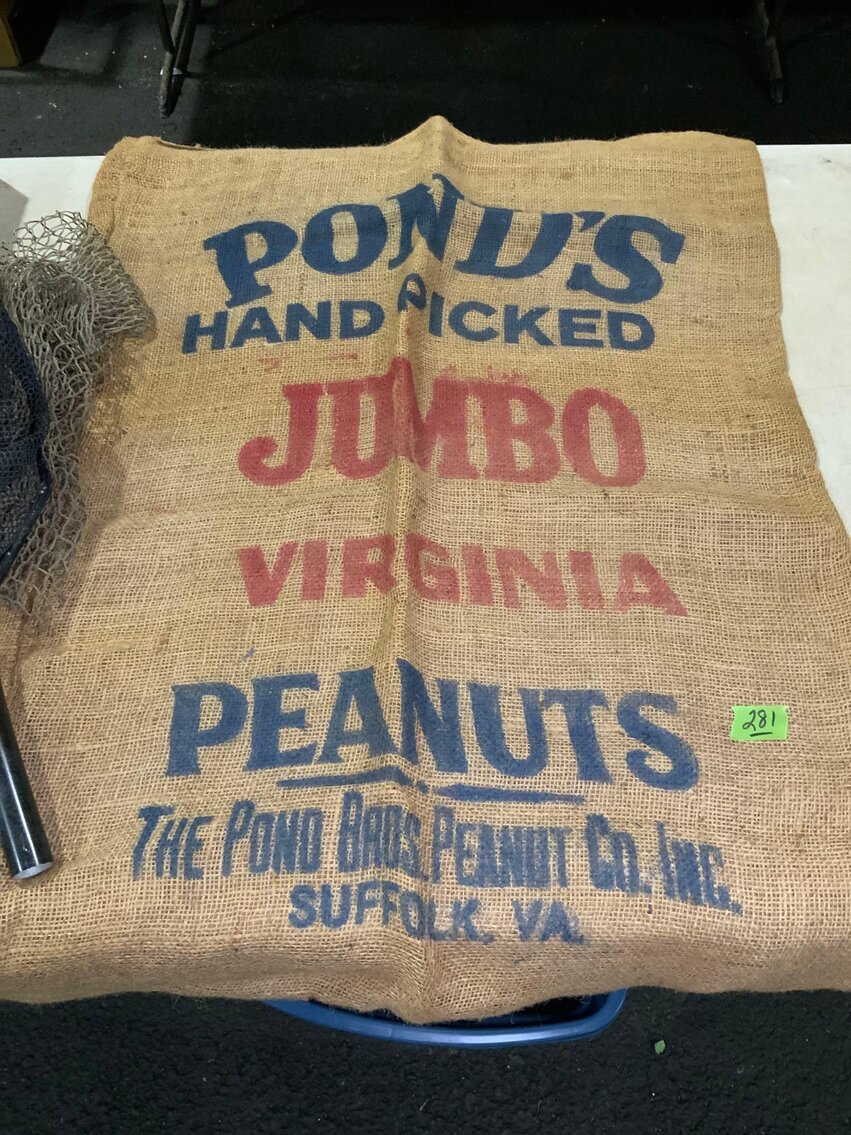 POND'S
HAND PICKED
JUMBO
VIRGINIA
PEANUTS
281
THE POND BROS. PEANUT CO. INC.
SUFFOLK, VA.